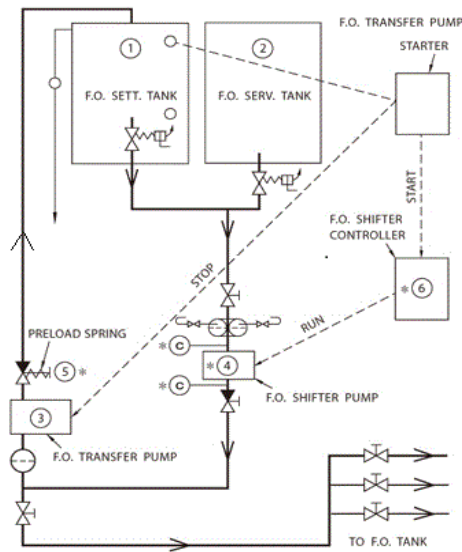 F.O. TRANSFER PUMP
STARTER
1
2
F.O. SETT. TANK
F.O. SERV. TANK
START
F.O. SHIFTER
CONTROLLER
* 6
STOP
RUN
PRELOAD SPRING
5 *
* C
* 4
* C
F.O. SHIFTER PUMP
3
F.O. TRANSFER PUMP
TO F.O. TANK